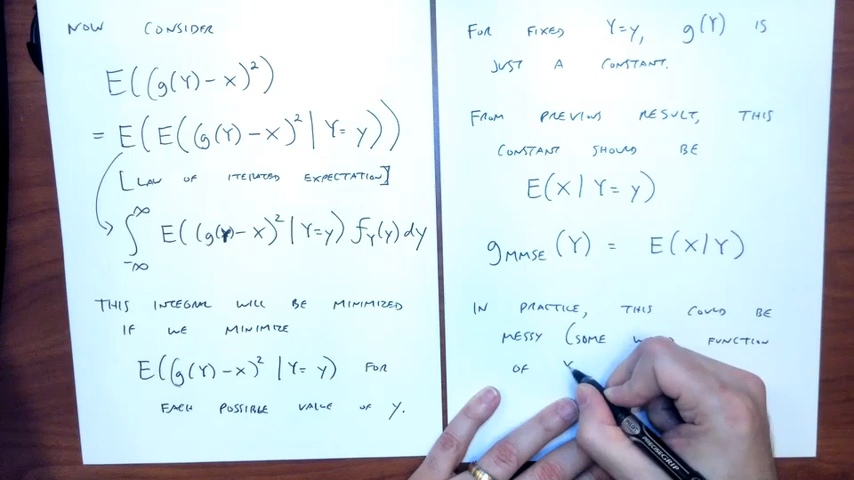 NOW CONSIDER
E((g(Y)-X)²)
= E(E((g(Y)-X)²|Y=y))
[LAW OF ITERATED EXPECTATION]
∫_{-∞}^{∞} E((g(Y)-X)²|Y=y) f_Y(y)dy
THIS INTEGRAL WILL BE MINIMIZED
IF WE MINIMIZE
E((g(Y)-X)²|Y=y) FOR
EACH POSSIBLE VALUE OF y.
FOR FIXED Y=y, g(Y) IS
JUST A CONSTANT.
FROM PREVIOUS RESULT, THIS
CONSTANT SHOULD BE
E(X|Y=y)
g_MMSE (Y) = E(X|Y)
IN PRACTICE, THIS COULD BE
MESSY (SOME FUNCTION
OF